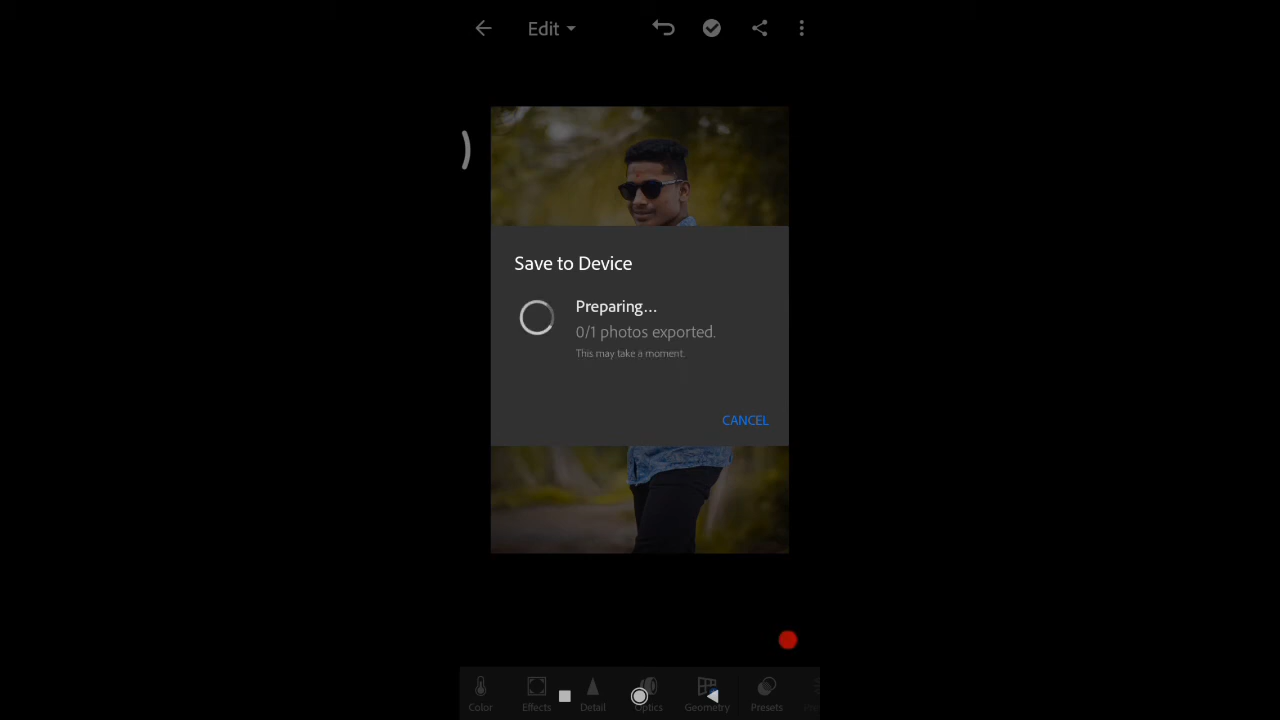 Edit
Save to Device
Preparing...
0/1 photos exported.
This may take a moment.
CANCEL
Color Effects Detail Optics Geometry Presets